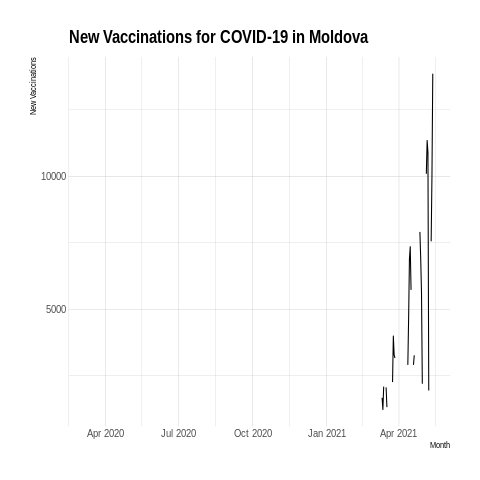 New Vaccinations for COVID-19 in Moldova
New Vaccinations
10000
5000
Apr 2020 Jul 2020 Oct 2020 Jan 2021 Apr 2021
Month